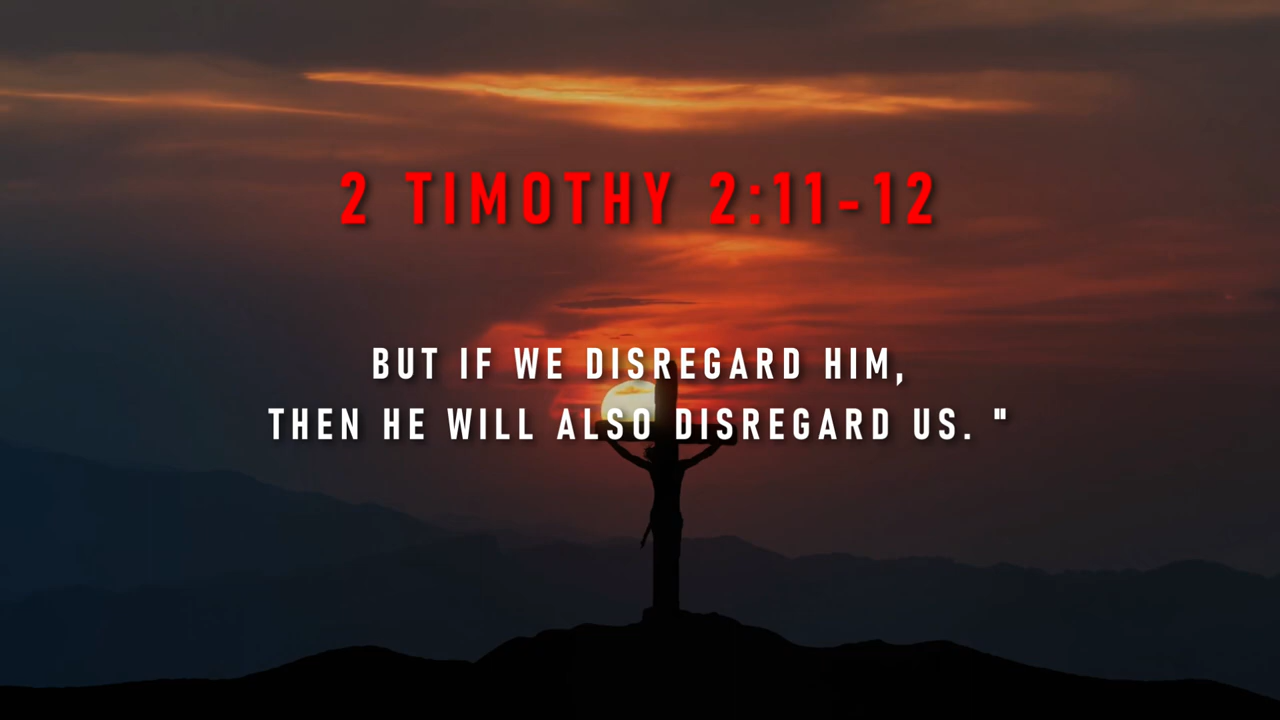 2 TIMOTHY 2:11-12
BUT IF WE DISREGARD HIM,
THEN HE WILL ALSO DISREGARD US. "